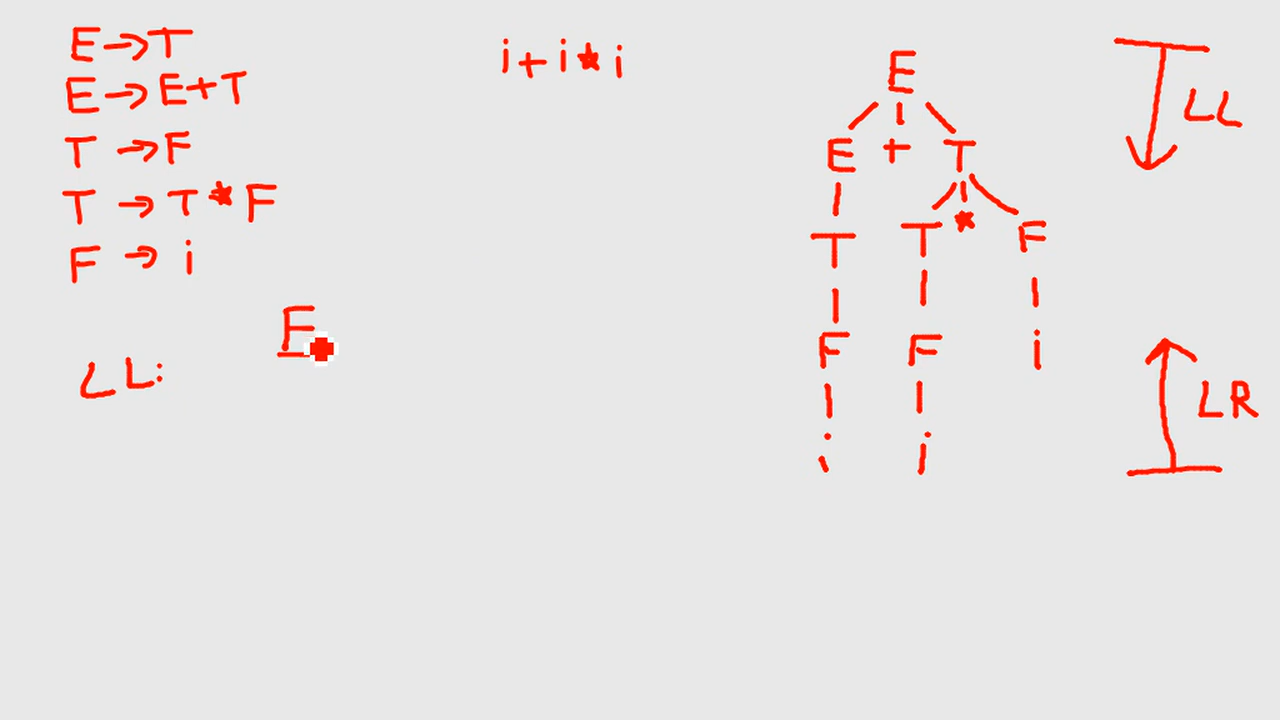 E→T
E→E+T
T→F
T→T*F
F→i
LL:
i+i*i
E
E + T
T T * F
F F i
i i
LL
LR